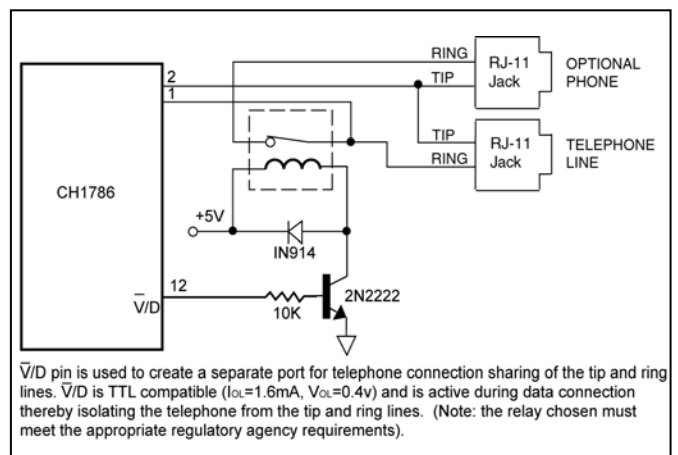 RING
TIP
RJ-11
Jack
OPTIONAL
PHONE
2
1
TIP
RING
RJ-11
Jack
TELEPHONE
LINE
CH1786
+5V
IN914
12
V̅/D
10K
2N2222
V̅/D pin is used to create a separate port for telephone connection sharing of the tip and ring
lines. V̅/D is TTL compatible (IOL=1.6mA, VOL=0.4v) and is active during data connection
thereby isolating the telephone from the tip and ring lines. (Note: the relay chosen must
meet the appropriate regulatory agency requirements).